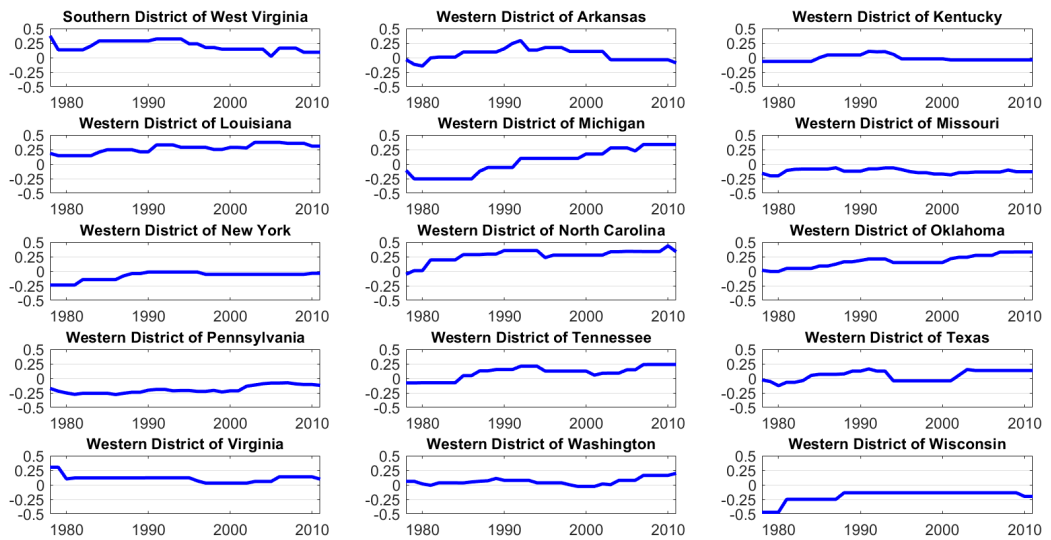 Southern District of West Virginia
0.5
0.25
0
-0.25
-0.5
1980 1990 2000 2010
Western District of Arkansas
0.5
0.25
0
-0.25
-0.5
1980 1990 2000 2010
Western District of Kentucky
0.5
0.25
0
-0.25
-0.5
1980 1990 2000 2010
Western District of Louisiana
0.5
0.25
0
-0.25
-0.5
1980 1990 2000 2010
Western District of Michigan
0.5
0.25
0
-0.25
-0.5
1980 1990 2000 2010
Western District of Missouri
0.5
0.25
0
-0.25
-0.5
1980 1990 2000 2010
Western District of New York
0.5
0.25
0
-0.25
-0.5
1980 1990 2000 2010
Western District of North Carolina
0.5
0.25
0
-0.25
-0.5
1980 1990 2000 2010
Western District of Oklahoma
0.5
0.25
0
-0.25
-0.5
1980 1990 2000 2010
Western District of Pennsylvania
0.5
0.25
0
-0.25
-0.5
1980 1990 2000 2010
Western District of Tennessee
0.5
0.25
0
-0.25
-0.5
1980 1990 2000 2010
Western District of Texas
0.5
0.25
0
-0.25
-0.5
1980 1990 2000 2010
Western District of Virginia
0.5
0.25
0
-0.25
-0.5
1980 1990 2000 2010
Western District of Washington
0.5
0.25
0
-0.25
-0.5
1980 1990 2000 2010
Western District of Wisconsin
0.5
0.25
0
-0.25
-0.5
1980 1990 2000 2010